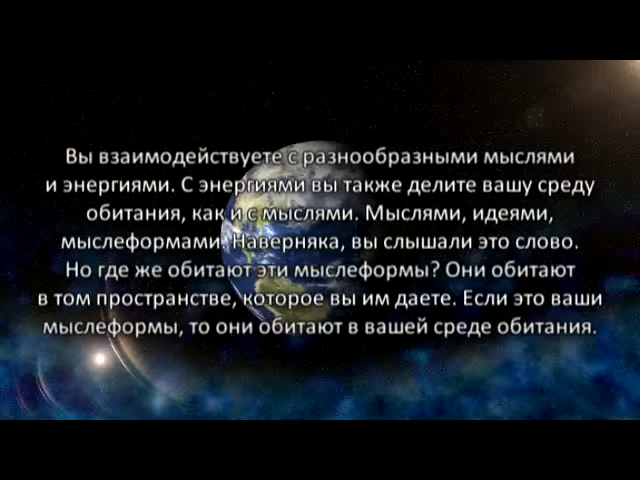 Вы взаимодействуете с разнообразными мыслями
и энергиями. С энергиями вы также делите вашу среду
обитания, как и с мыслями. Мыслями, идеями,
мыслеформами. Наверняка, вы слышали это слово.
Но где же обитают эти мыслеформы? Они обитают
в том пространстве, которое вы им даете. Если это ваши
мыслеформы, то они обитают в вашей среде обитания.